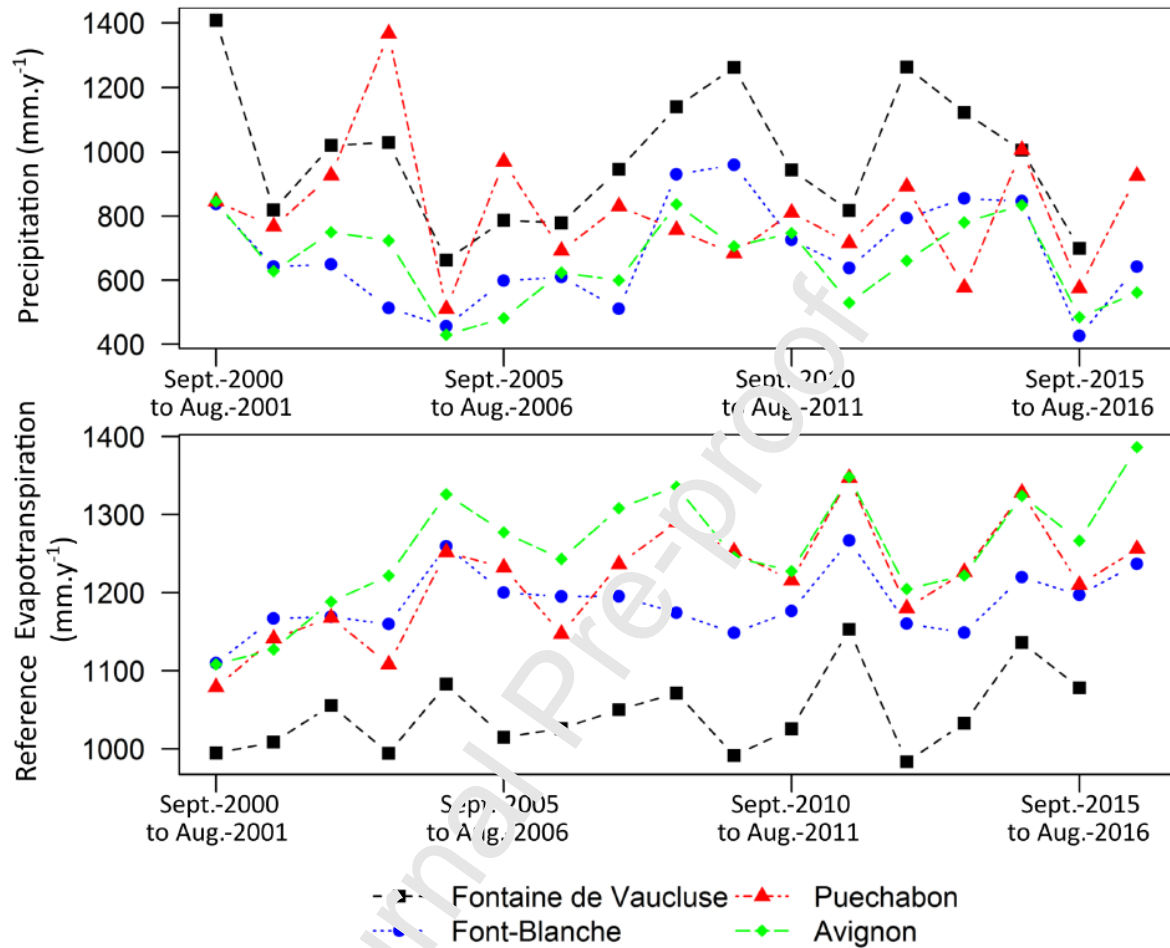 1400
1200
1000
800
600
400
Precipitation (mm.y-1)
Sept.-2000
to Aug.-2001
Sept.-2005
to Aug.-2006
Sept.-2010
to Aug.-2011
Sept.-2015
to Aug.-2016
1400
1300
1200
1100
1000
Reference Evapotranspiration
(mm.y-1)
Sept.-2000
to Aug.-2001
Sept.-2005
to Aug.-2006
Sept.-2010
to Aug.-2011
Sept.-2015
to Aug.-2016
Fontaine de Vaucluse
Puechabon
Font-Blanche
Avignon
urnal Pre-proof